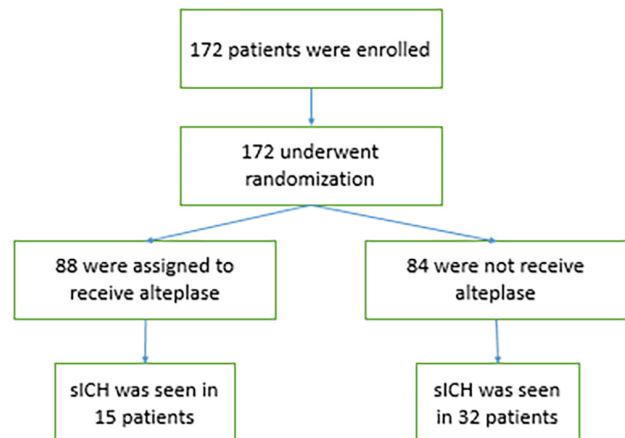 172 patients were enrolled
172 underwent
randomization
88 were assigned to
receive alteplase
84 were not receive
alteplase
sICH was seen in
15 patients
sICH was seen
in 32 patients